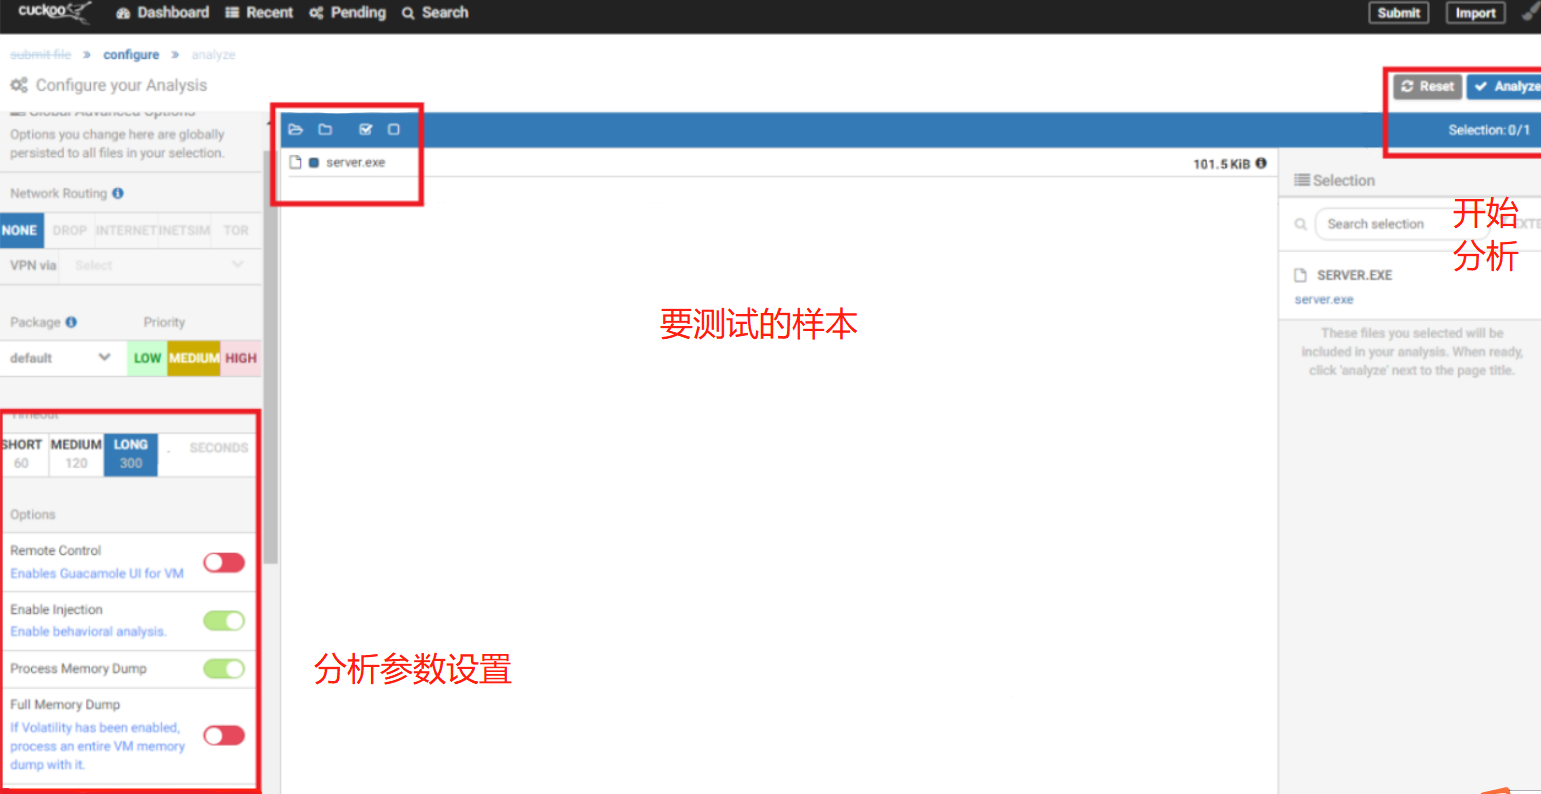 cuckoo Dashboard Recent Pending Search Submit Import
submit file » configure » analyze
Configure your Analysis
Reset Analyze
Global Advanced Options
Options you change here are globally
persisted to all files in your selection.
Selection: 0/1
server.exe 101.5 KiB
Network Routing
NONE DROP INTERNET INETSIM TOR
VPN via Select
Package Priority
default LOW MEDIUM HIGH
Timeout
SHORT MEDIUM LONG SECONDS
60 120 300
Options
Remote Control
Enables Guacamole UI for VM
Enable Injection
Enable behavioral analysis.
Process Memory Dump
Full Memory Dump
If Volatility has been enabled,
process an entire VM memory
dump with it.
要测试的样本
分析参数设置
Selection
Search selection EXTE
开始
分析
SERVER.EXE
server.exe
These files you selected will be
included in your analysis. When ready,
click 'analyze' next to the page title.